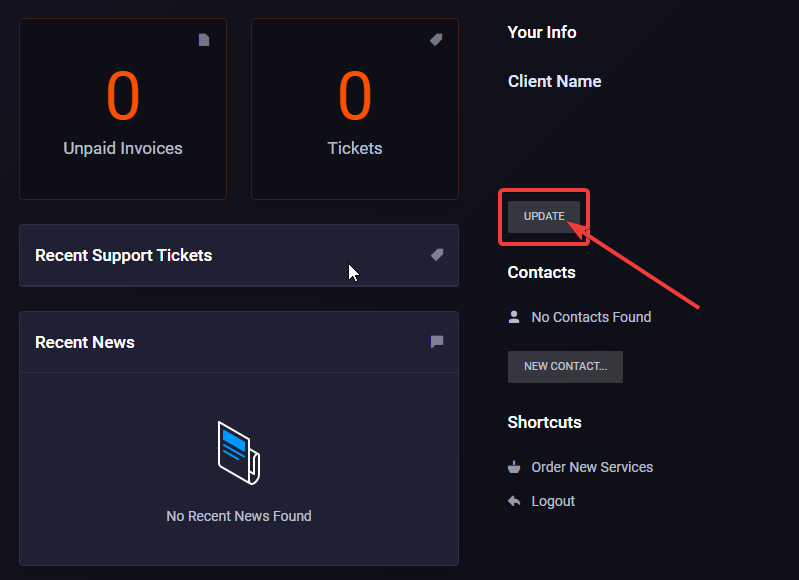 0
Unpaid Invoices
0
Tickets
Recent Support Tickets
Recent News
No Recent News Found
Your Info
Client Name
UPDATE
Contacts
No Contacts Found
NEW CONTACT...
Shortcuts
Order New Services
Logout